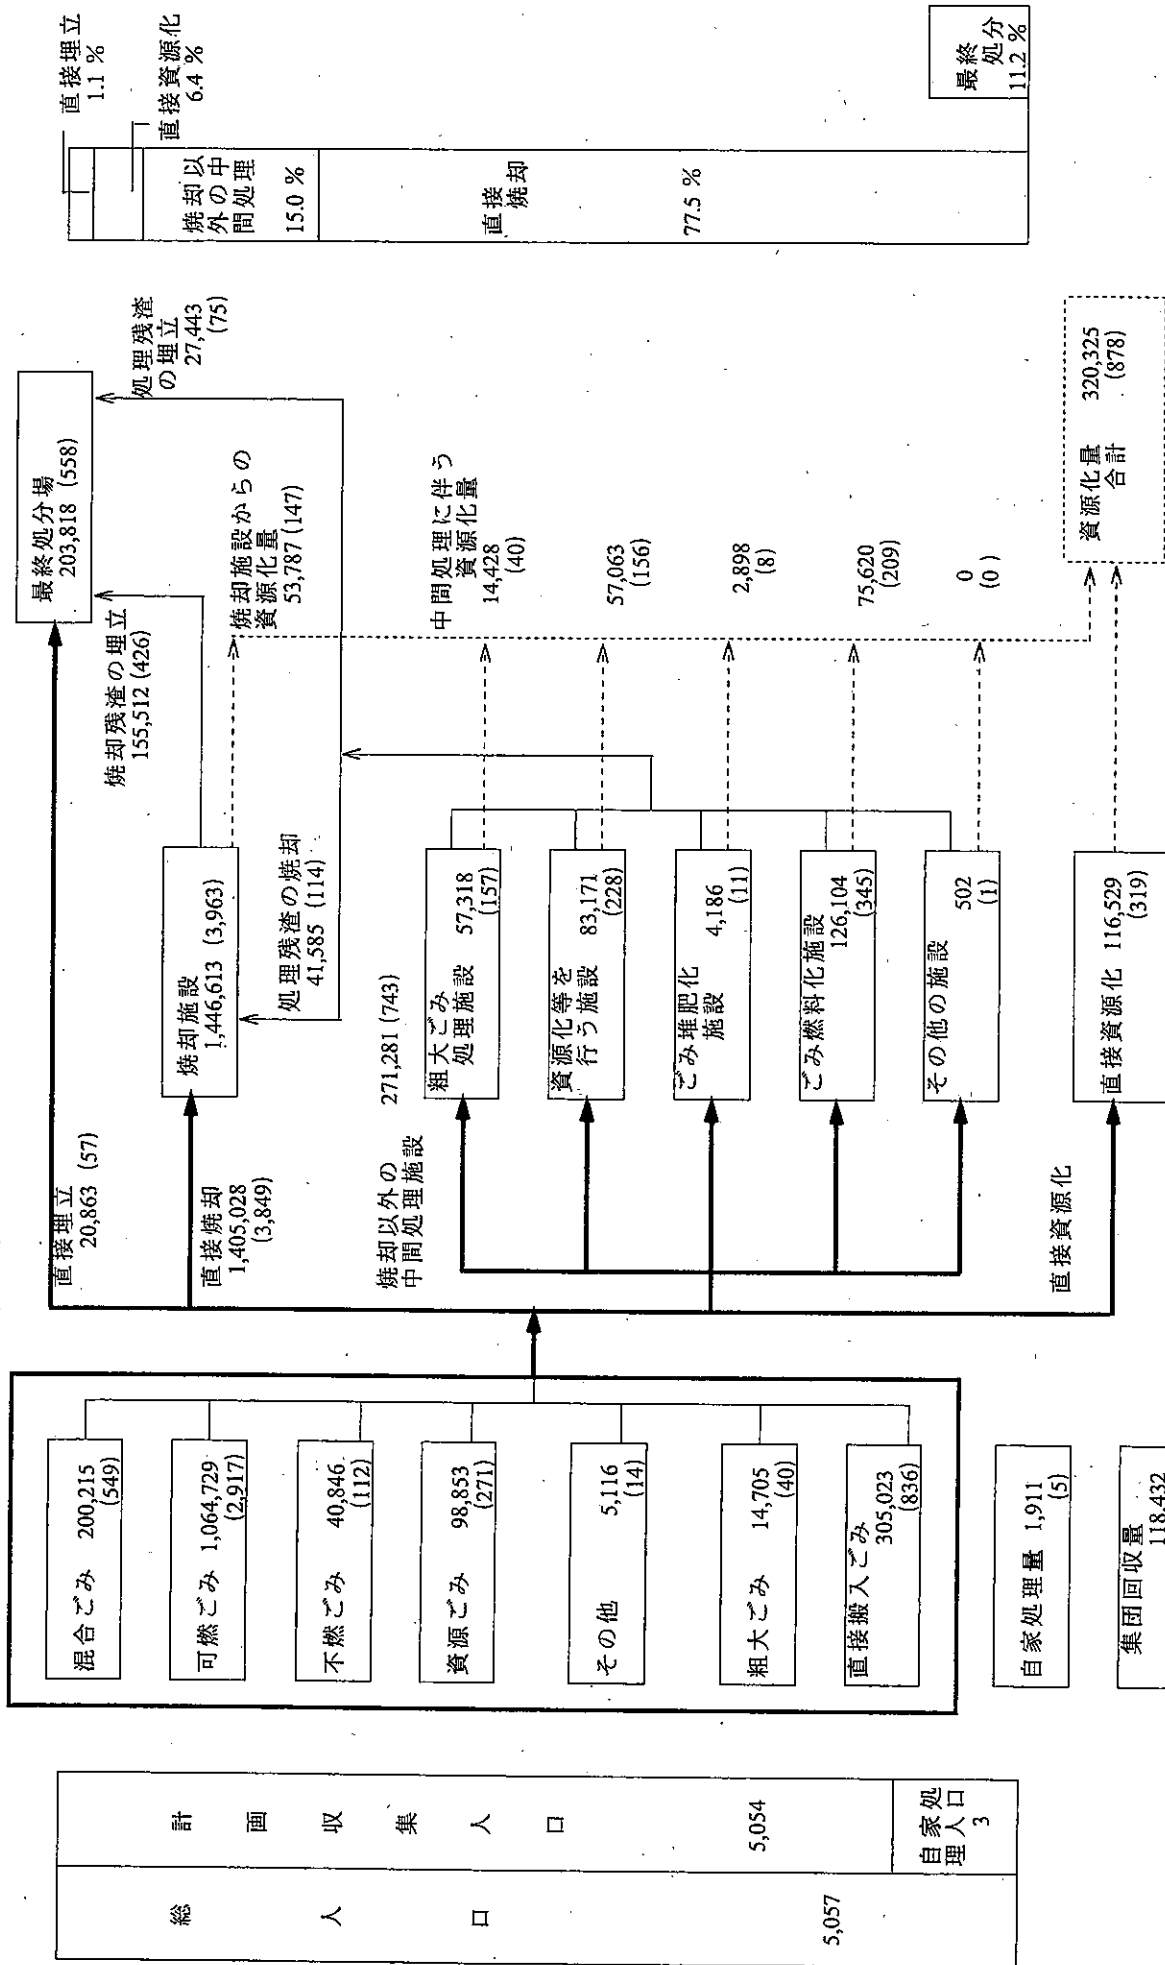 総人口
5,057
計画収集人口
5,054
自家処
理人口
3
混合ごみ 200,215
(549)
可燃ごみ 1,064,729
(2,917)
不燃ごみ 40,846
(112)
資源ごみ 98,853
(271)
その他 5,116
(14)
粗大ごみ 14,705
(40)
直接搬入ごみ
305,023
(836)
自家処理量 1,911
(5)
集団回収量
118,432
直接埋立
20,863 (57)
直接焼却
1,405,028
(3,849)
焼却以外の
中間処理施設
271,281 (743)
直接資源化
焼却施設
1,446,613 (3,963)
処理残渣の焼却
41,585 (114)
粗大ごみ
処理施設 57,318
(157)
資源化等を
行う施設 83,171
(228)
ごみ堆肥化
施設 4,186
(11)
ごみ燃料化施設
126,104
(345)
その他の施設
502
(1)
直接資源化 116,529
(319)
焼却残渣の埋立
155,512 (426)
最終処分場
203,818 (558)
処理残渣
の埋立
27,443
(75)
焼却施設からの
資源化量
53,787 (147)
中間処理に伴う
資源化量
14,428
(40)
57,063
(156)
2,898
(8)
75,620
(209)
0
(0)
資源化量
合計
320,325
(878)
直接埋立
1.1 %
直接資源化
6.4 %
焼却以
外の中
間処理
15.0 %
直接
焼却
77.5 %
最終
処分
11.2 %